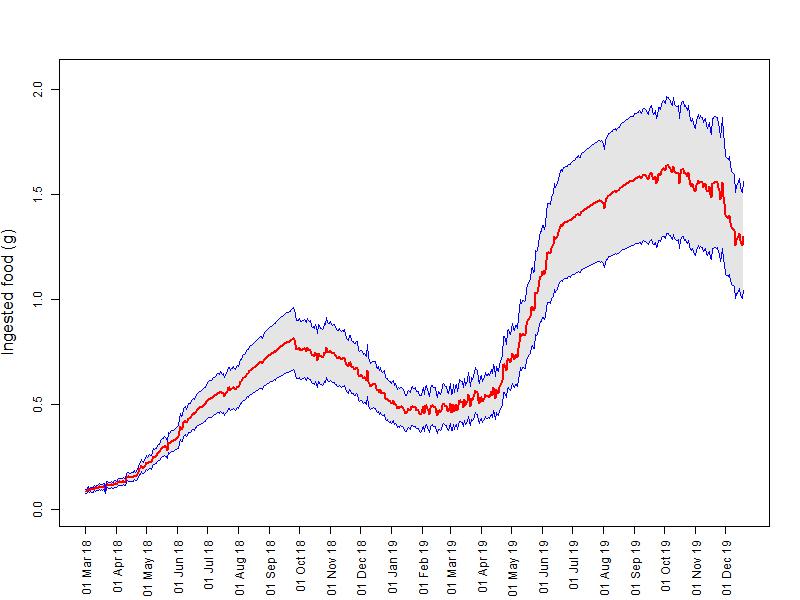 Ingested food (g)
2.0
1.5
1.0
0.5
0.0
01 Mar 18
01 Apr 18
01 May 18
01 Jun 18
01 Jul 18
01 Aug 18
01 Sep 18
01 Oct 18
01 Nov 18
01 Dec 18
01 Jan 19
01 Feb 19
01 Mar 19
01 Apr 19
01 May 19
01 Jun 19
01 Jul 19
01 Aug 19
01 Sep 19
01 Oct 19
01 Nov 19
01 Dec 19